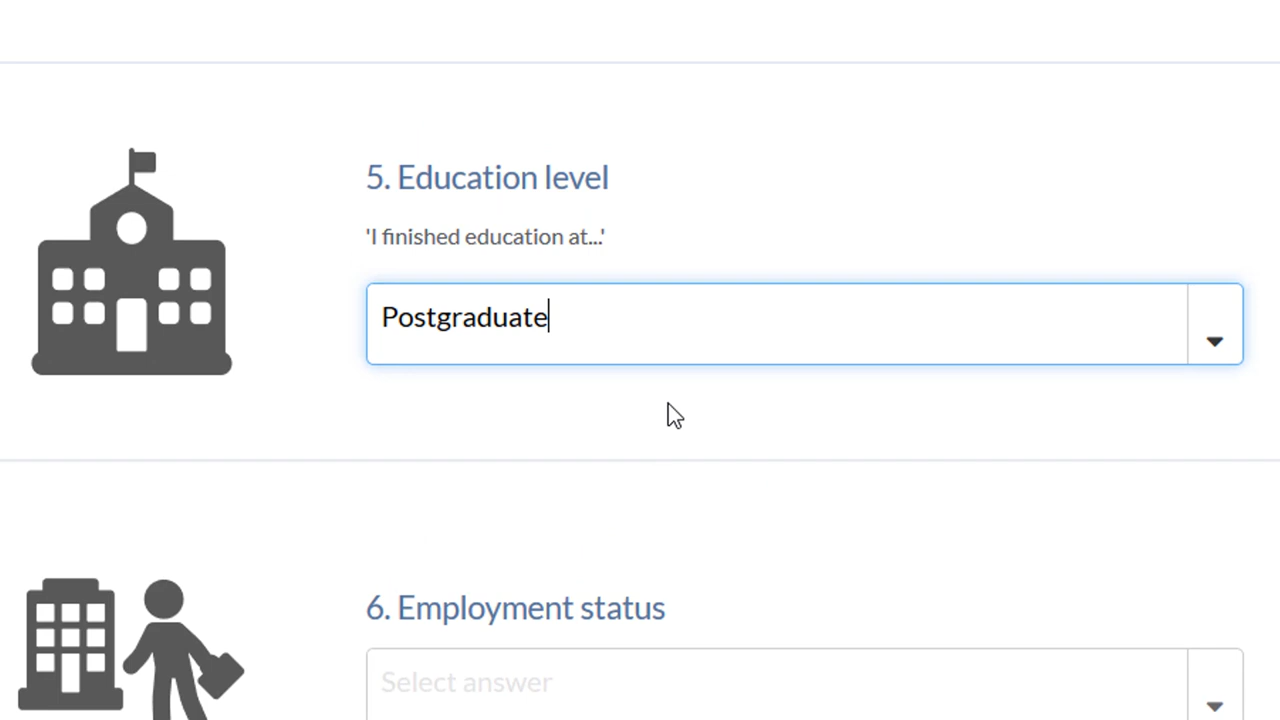 5. Education level
'I finished education at...'
Postgraduate
6. Employment status
Select answer